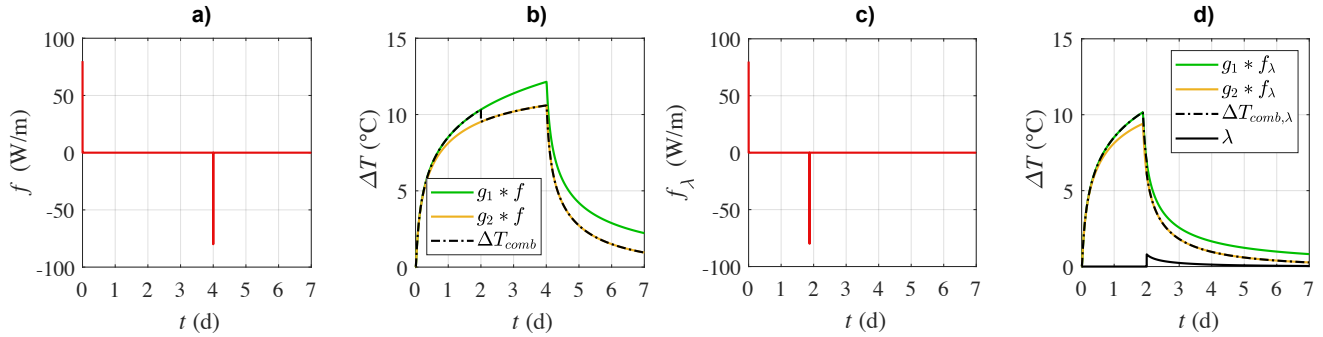 a)
100
50
0
-50
-100
f (W/m)
0 1 2 3 4 5 6 7
t (d)
b)
15
10
5
0
ΔT (°C)
g₁ * f
g₂ * f
ΔT_comb
0 1 2 3 4 5 6 7
t (d)
c)
100
50
0
-50
-100
f_λ (W/m)
0 1 2 3 4 5 6 7
t (d)
d)
15
10
5
0
ΔT (°C)
g₁ * f_λ
g₂ * f_λ
ΔT_comb,λ
λ
0 1 2 3 4 5 6 7
t (d)